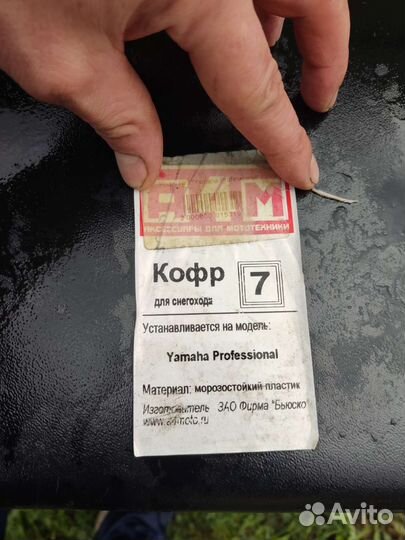 АКСЕССУАРЫ ДЛЯ МОТОТЕХНИКИ
Кофр 7
для снегохода
Устанавливается на модель:
Yamaha Professional
Материал: морозостойкий пластик
Изготовитель ЗАО Фирма "Бьюско"
Avito